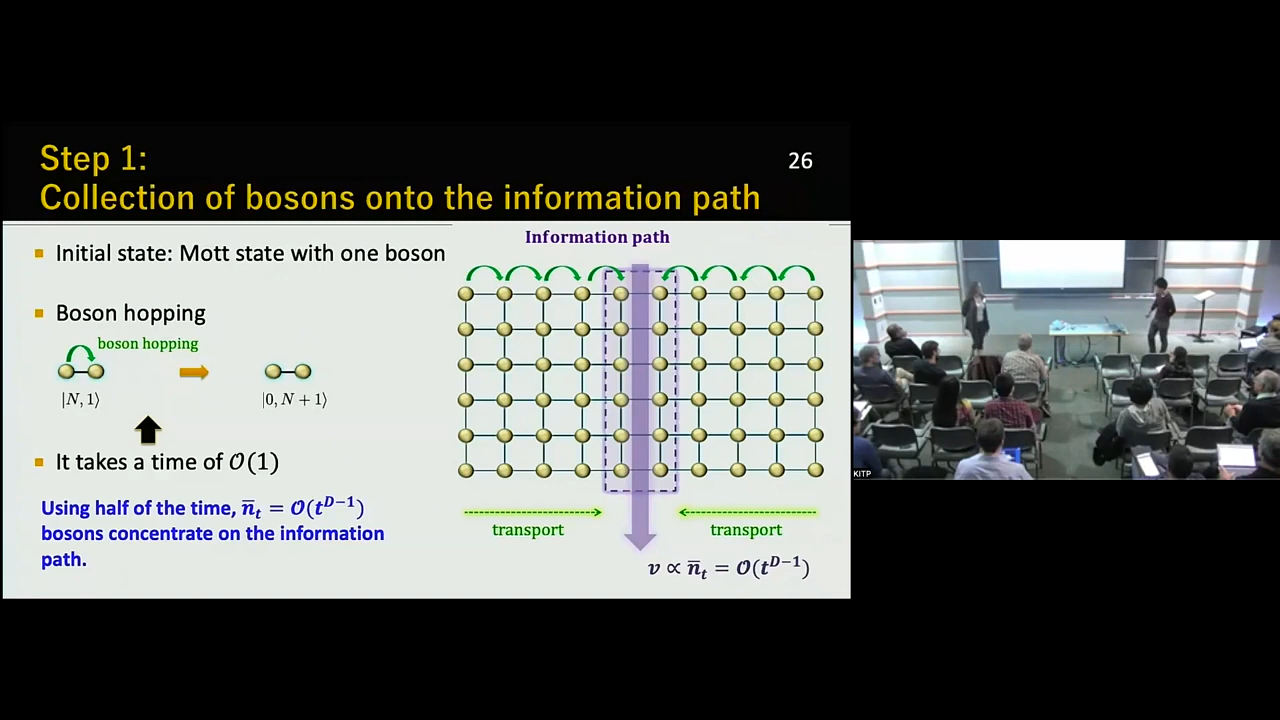 Step 1:
26
Collection of bosons onto the information path
Information path
▪ Initial state: Mott state with one boson
▪ Boson hopping
boson hopping
|N, 1⟩
|0, N + 1⟩
▪ It takes a time of 𝒪(1)
Using half of the time, n̄_t = 𝒪(t^{D−1})
bosons concentrate on the information
path.
transport
transport
v ∝ n̄_t = 𝒪(t^{D−1})
KITP